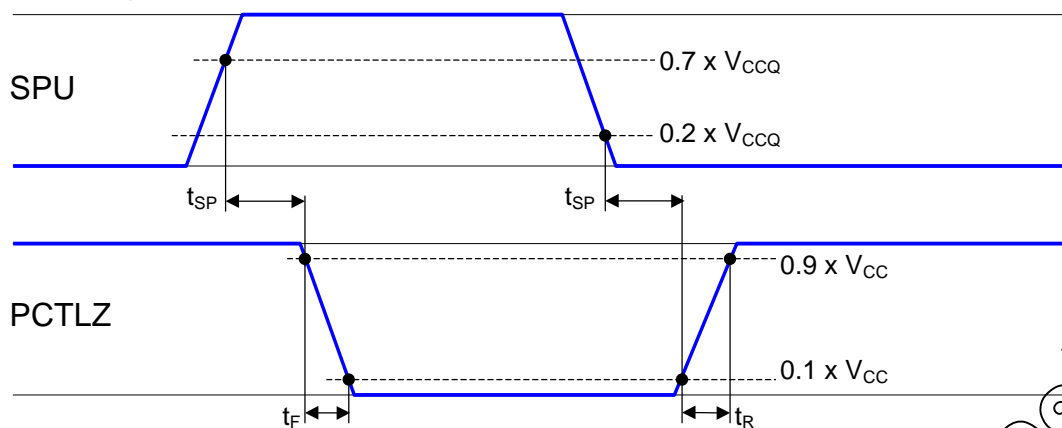 0.7 x VCCQ
SPU
0.2 x VCCQ
tSP
tSP
0.9 x VCC
PCTLZ
0.1 x VCC
tF
tR